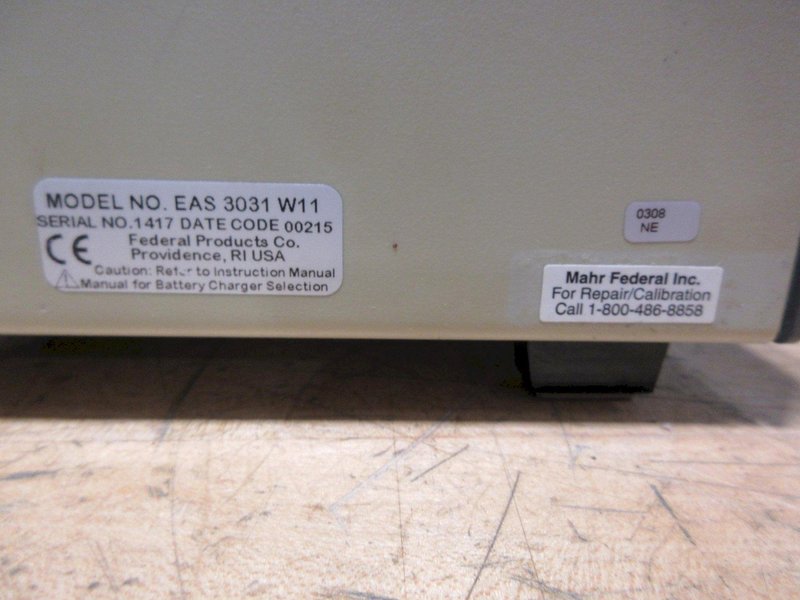 MODEL NO. EAS 3031 W11
SERIAL NO.1417 DATE CODE 00215
CE
Federal Products Co.
Providence, RI USA
Caution: Refer to Instruction Manual
Manual for Battery Charger Selection
0308
NE
Mahr Federal Inc.
For Repair/Calibration
Call 1-800-486-8858